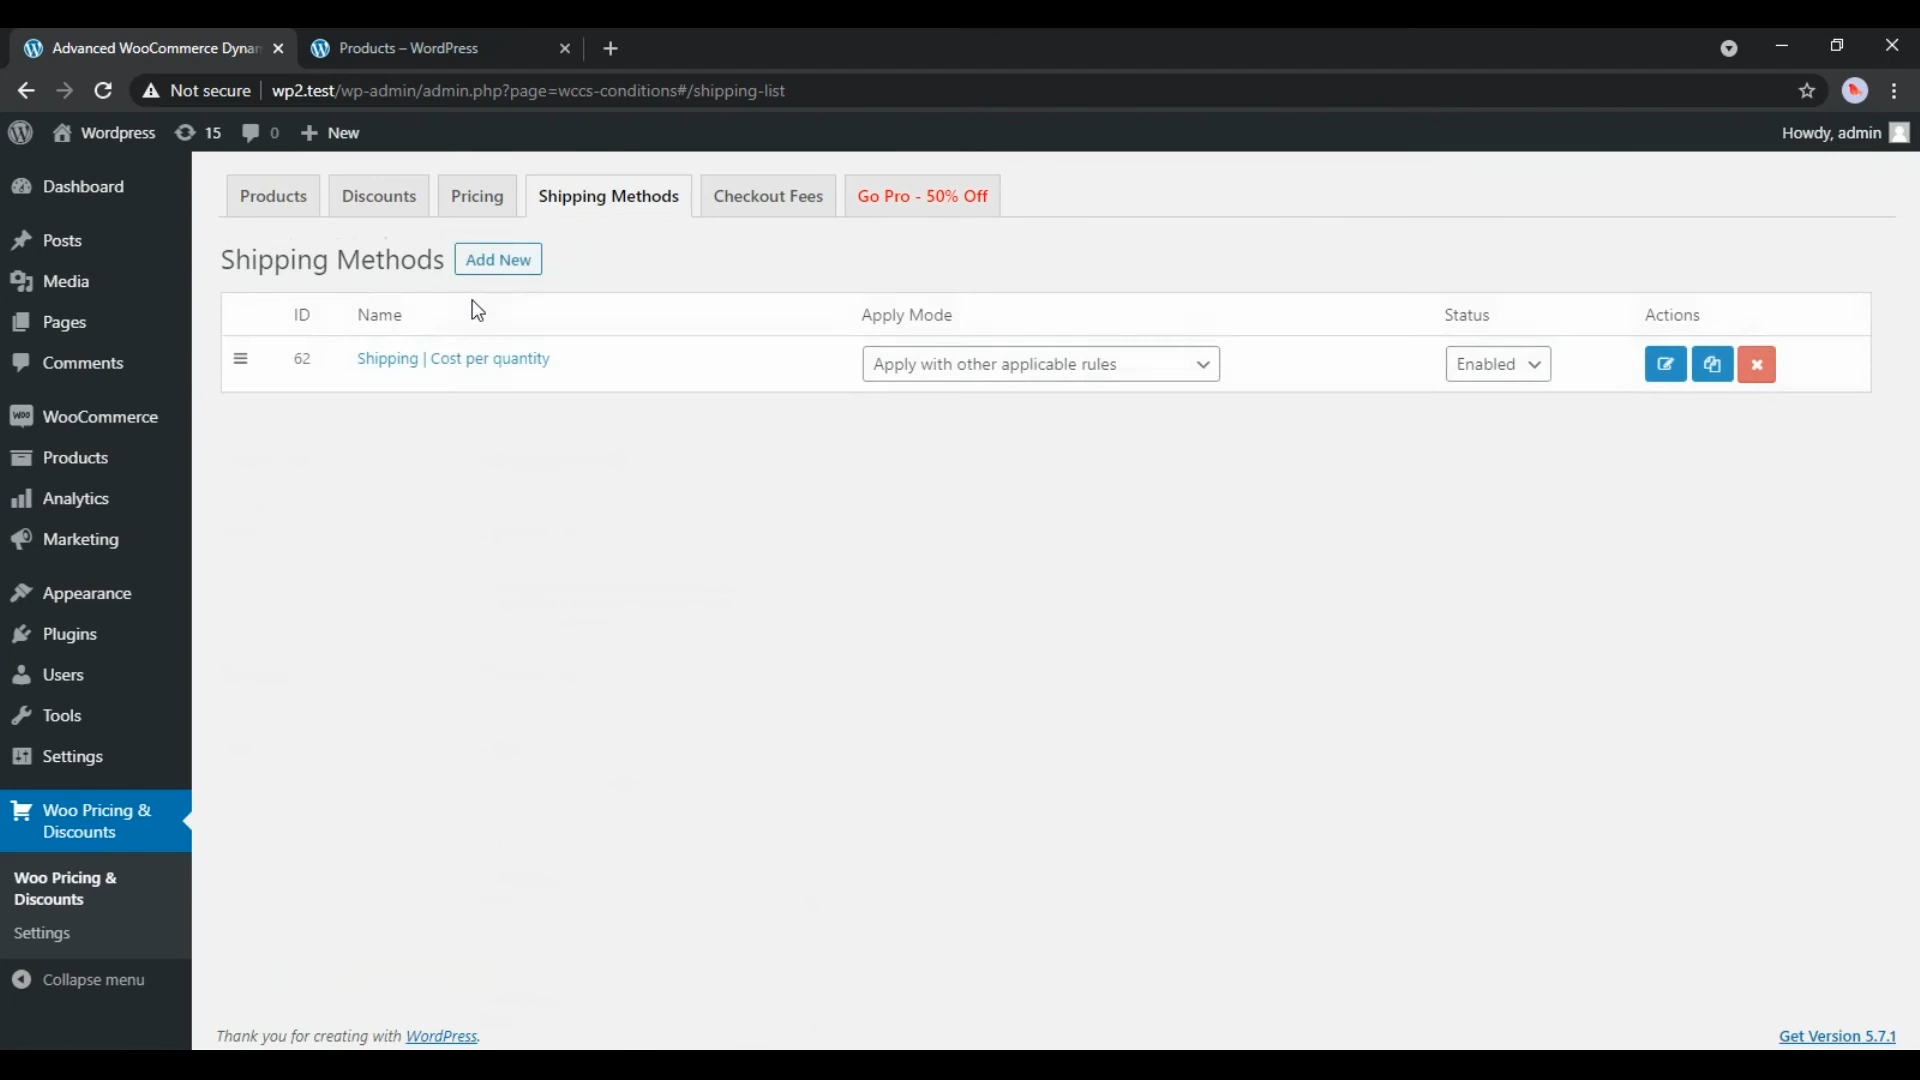 Advanced WooCommerce Dynam
Products – WordPress
Not secure
wp2.test/wp-admin/admin.php?page=wccs-conditions#/shipping-list
Wordpress
15
0
New
Howdy, admin
Dashboard
Posts
Media
Pages
Comments
WooCommerce
Products
Analytics
Marketing
Appearance
Plugins
Users
Tools
Settings
Woo Pricing &
Discounts
Woo Pricing &
Discounts
Settings
Collapse menu
Products
Discounts
Pricing
Shipping Methods
Checkout Fees
Go Pro - 50% Off
Shipping Methods
Add New
ID
Name
Apply Mode
Status
Actions
62
Shipping | Cost per quantity
Apply with other applicable rules
Enabled
Thank you for creating with WordPress.
Get Version 5.7.1